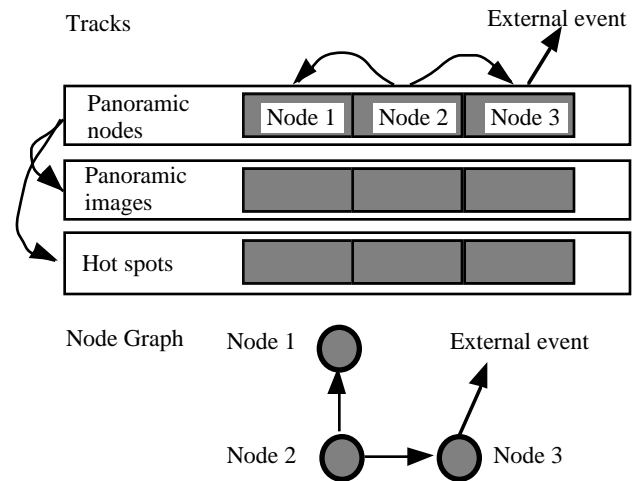 Tracks
External event
Panoramic
nodes
Node 1
Node 2
Node 3
Panoramic
images
Hot spots
Node Graph
Node 1
External event
Node 2
Node 3